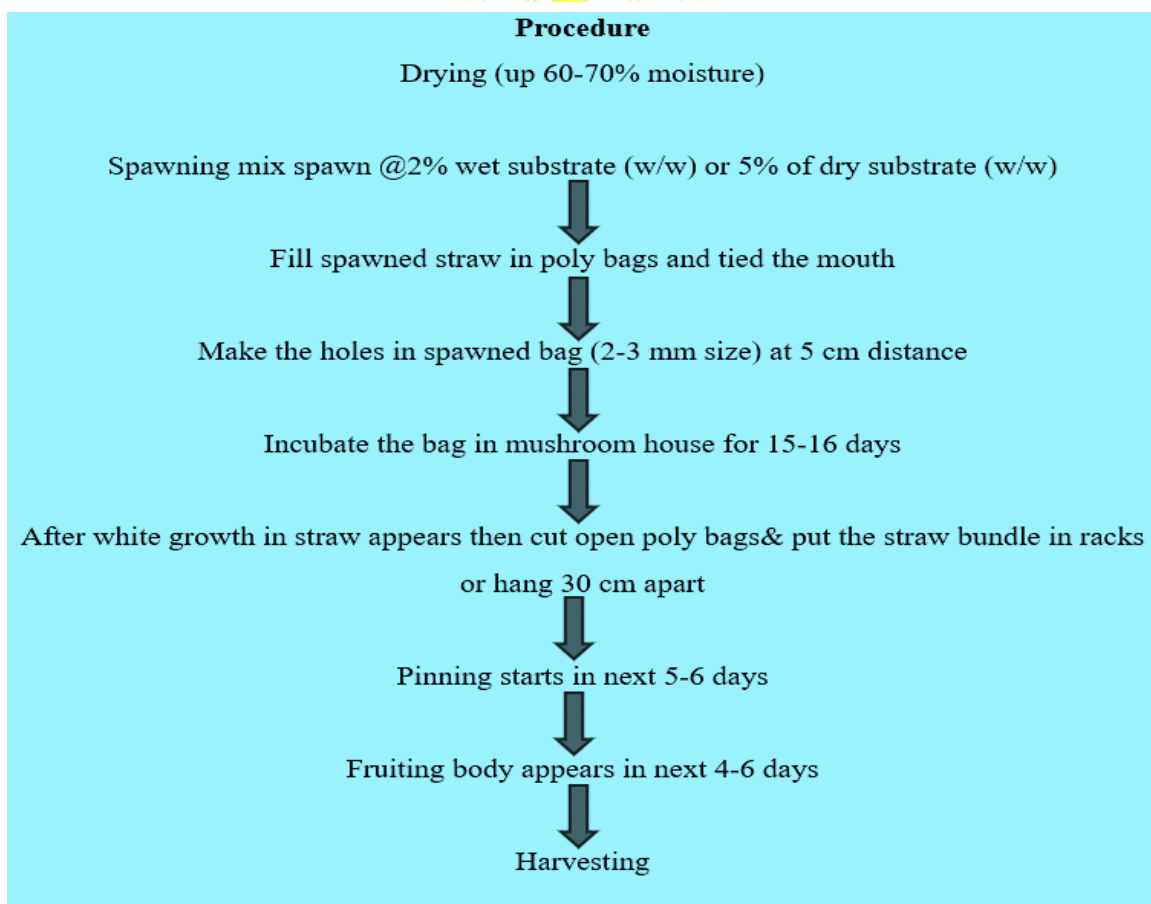 Procedure
Drying (up 60-70% moisture)
Spawning mix spawn @2% wet substrate (w/w) or 5% of dry substrate (w/w)
Fill spawned straw in poly bags and tied the mouth
Make the holes in spawned bag (2-3 mm size) at 5 cm distance
Incubate the bag in mushroom house for 15-16 days
After white growth in straw appears then cut open poly bags& put the straw bundle in racks
or hang 30 cm apart
Pinning starts in next 5-6 days
Fruiting body appears in next 4-6 days
Harvesting